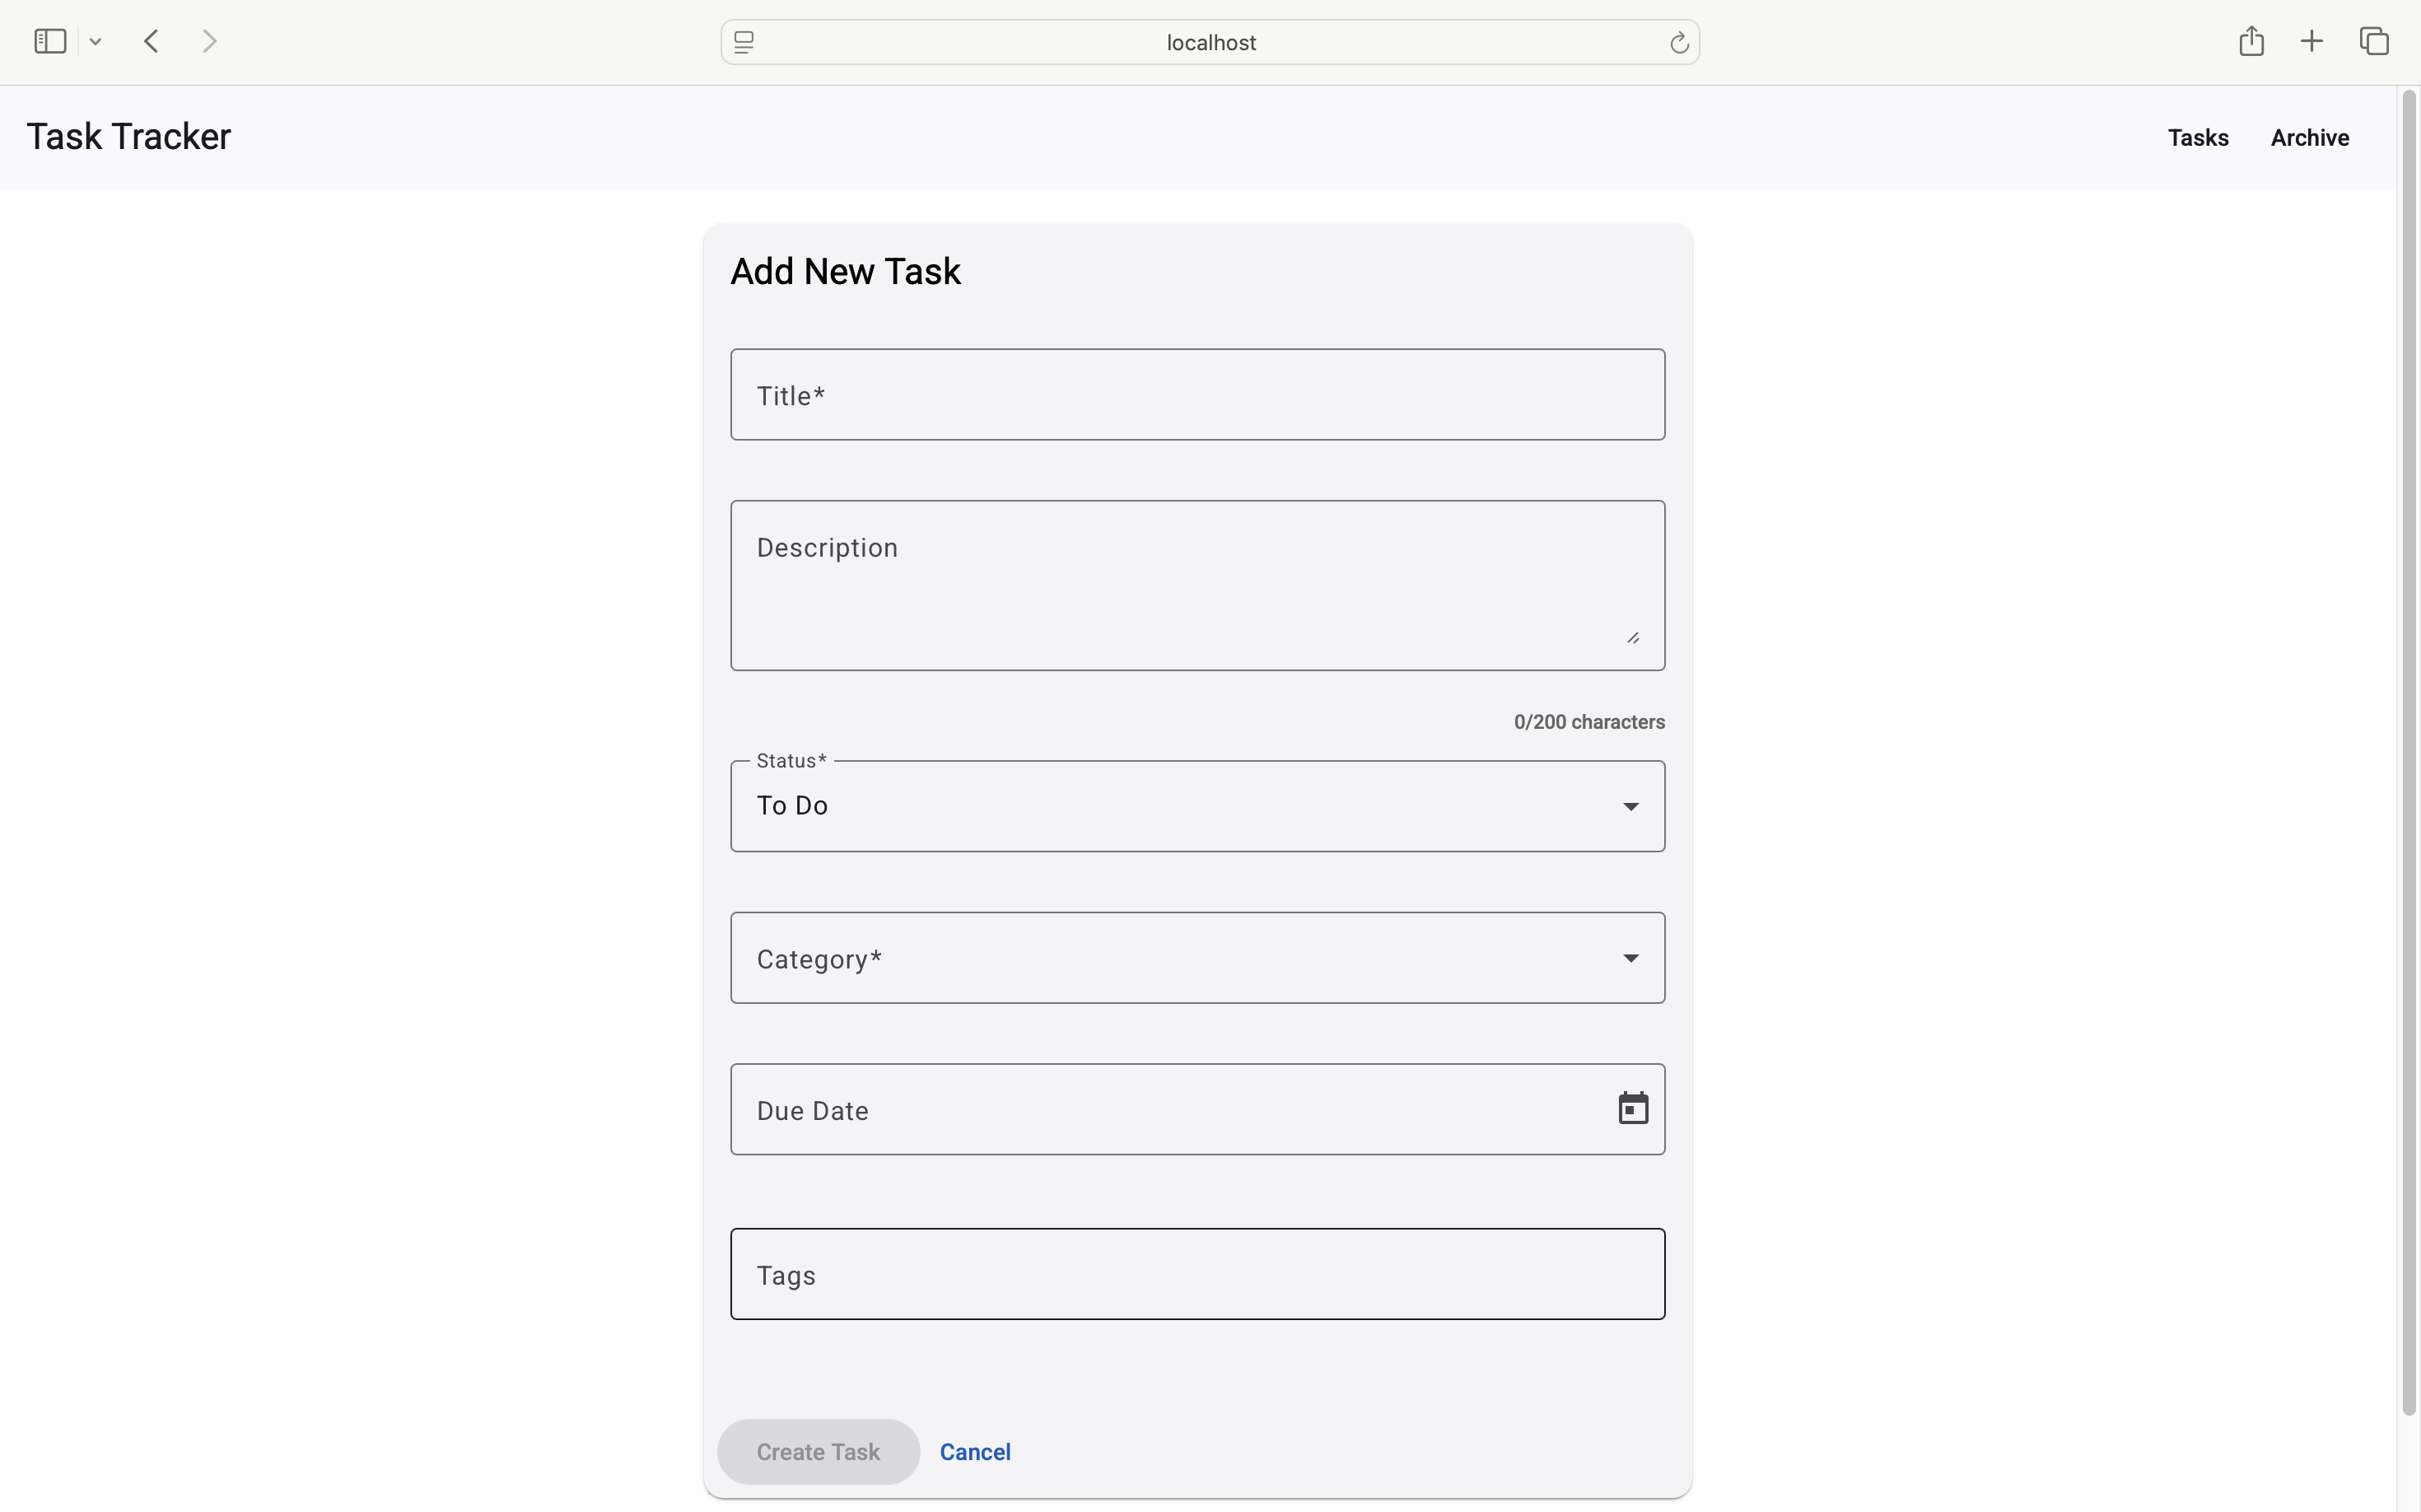 localhost
Task Tracker
Tasks
Archive
Add New Task
Title*
Description
0/200 characters
Status*
To Do
Category*
Due Date
Tags
Create Task
Cancel